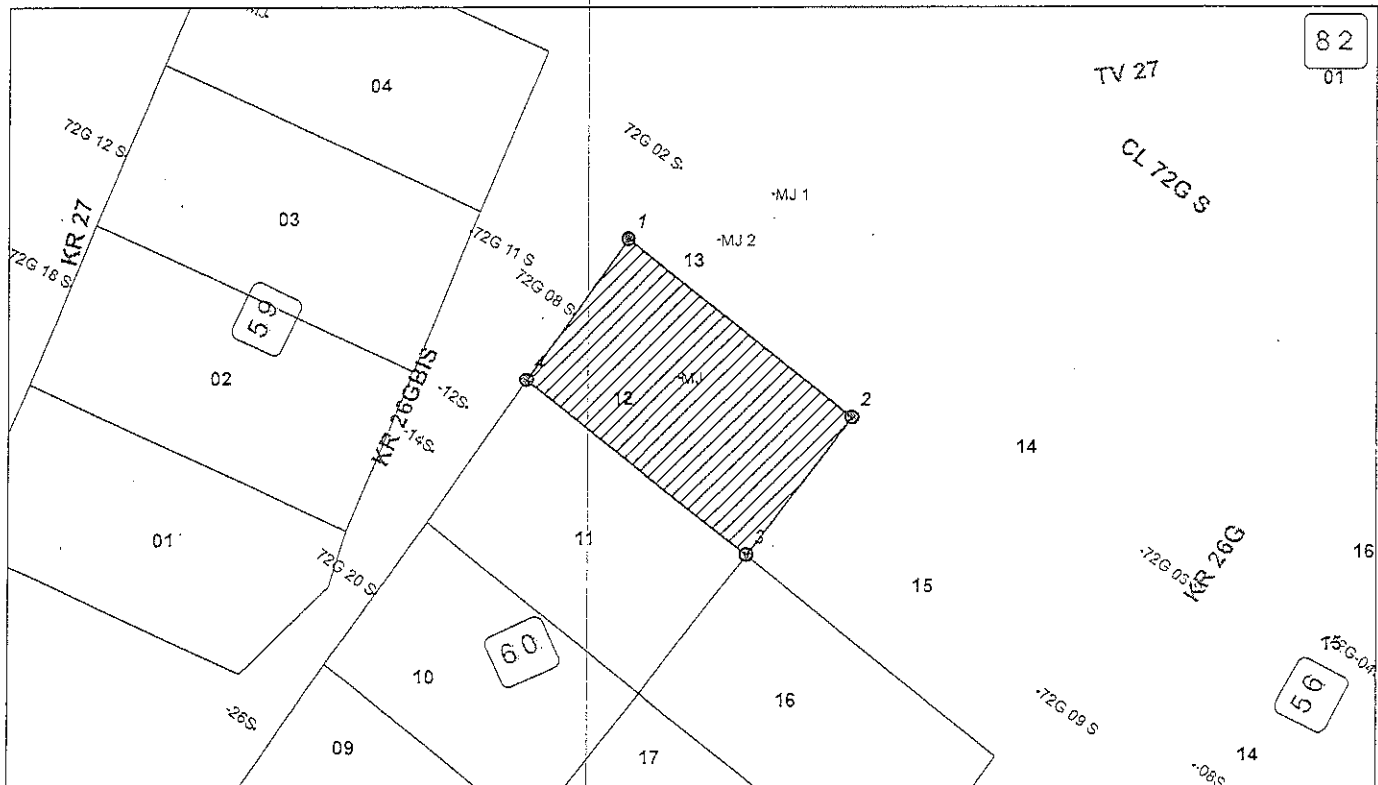 82
01
TV 27
04
72G 12 S
72G 02 S
CL 72G S
MJ 1
03
KR 27
1
MJ 2
72G 11 S
13
72G 18 S
72G 08 S
59
02
4
MJ
KR 26GBIS
-12S
12
2
-14S
14
01
11
3
72G 20 S
15
72G 03
KR 26G
16
60
10
16
72G 09 S
56
-26S
09
17
14
-08S